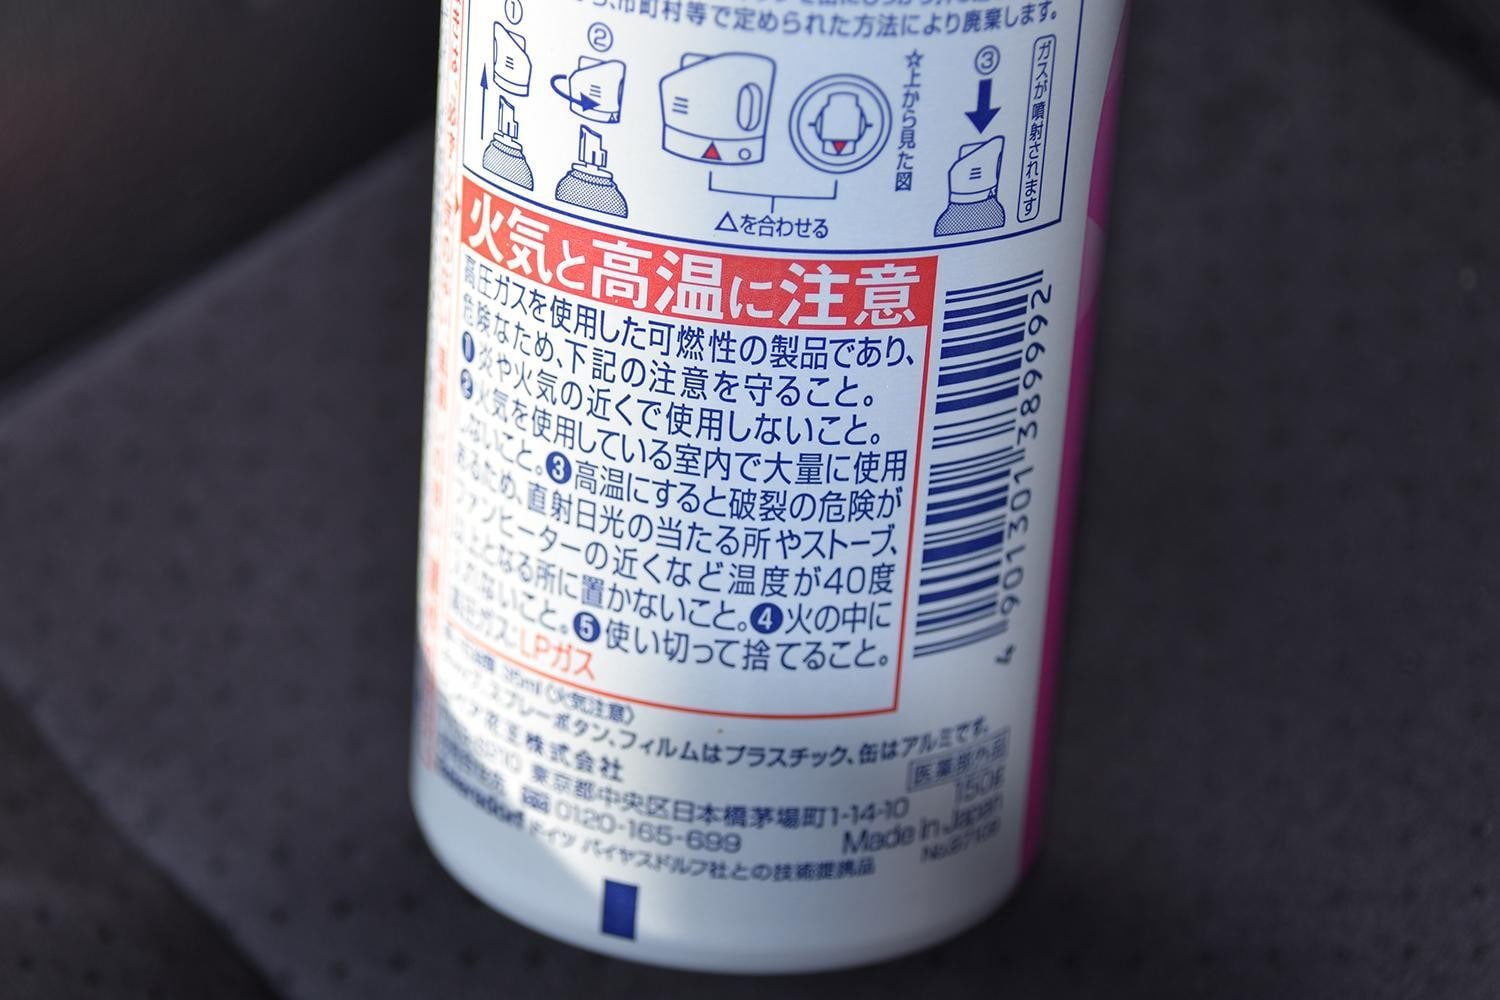 市町村等で定められた方法により廃棄します。
①
②
③
☆上から見た図
ガスが噴射されます
△を合わせる
火気と高温に注意
高圧ガスを使用した可燃性の製品であり、
危険なため、下記の注意を守ること。
❶炎や火気の近くで使用しないこと。
❷火気を使用している室内で大量に使用
しないこと。❸高温にすると破裂の危険が
あるため、直射日光の当たる所やストーブ、
ファンヒーターの近くなど温度が40度
以上となる所に置かないこと。❹火の中に
入れないこと。❺使い切って捨てること。
高圧ガス:LPガス
〈火気注意〉
スプレーボタン、フィルムはプラスチック、缶はアルミです。
花王株式会社
医薬部外品
東京都中央区日本橋茅場町1-14-10
150g
0120-165-699
Made in Japan
ドイツ バイヤスドルフ社との技術提携品
4 901301 389992